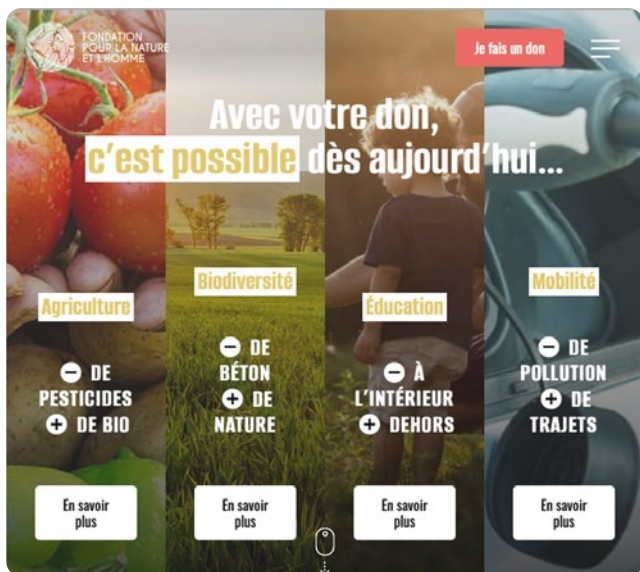 FONDATION
POUR LA NATURE
ET L'HOMME
Je fais un don
Avec votre don,
c'est possible dès aujourd'hui...
Agriculture
− DE
PESTICIDES
+ DE BIO
En savoir
plus
Biodiversité
− DE
BÉTON
+ DE
NATURE
En savoir
plus
Éducation
− À
L'INTÉRIEUR
+ DEHORS
En savoir
plus
Mobilité
− DE
POLLUTION
+ DE
TRAJETS
En savoir
plus